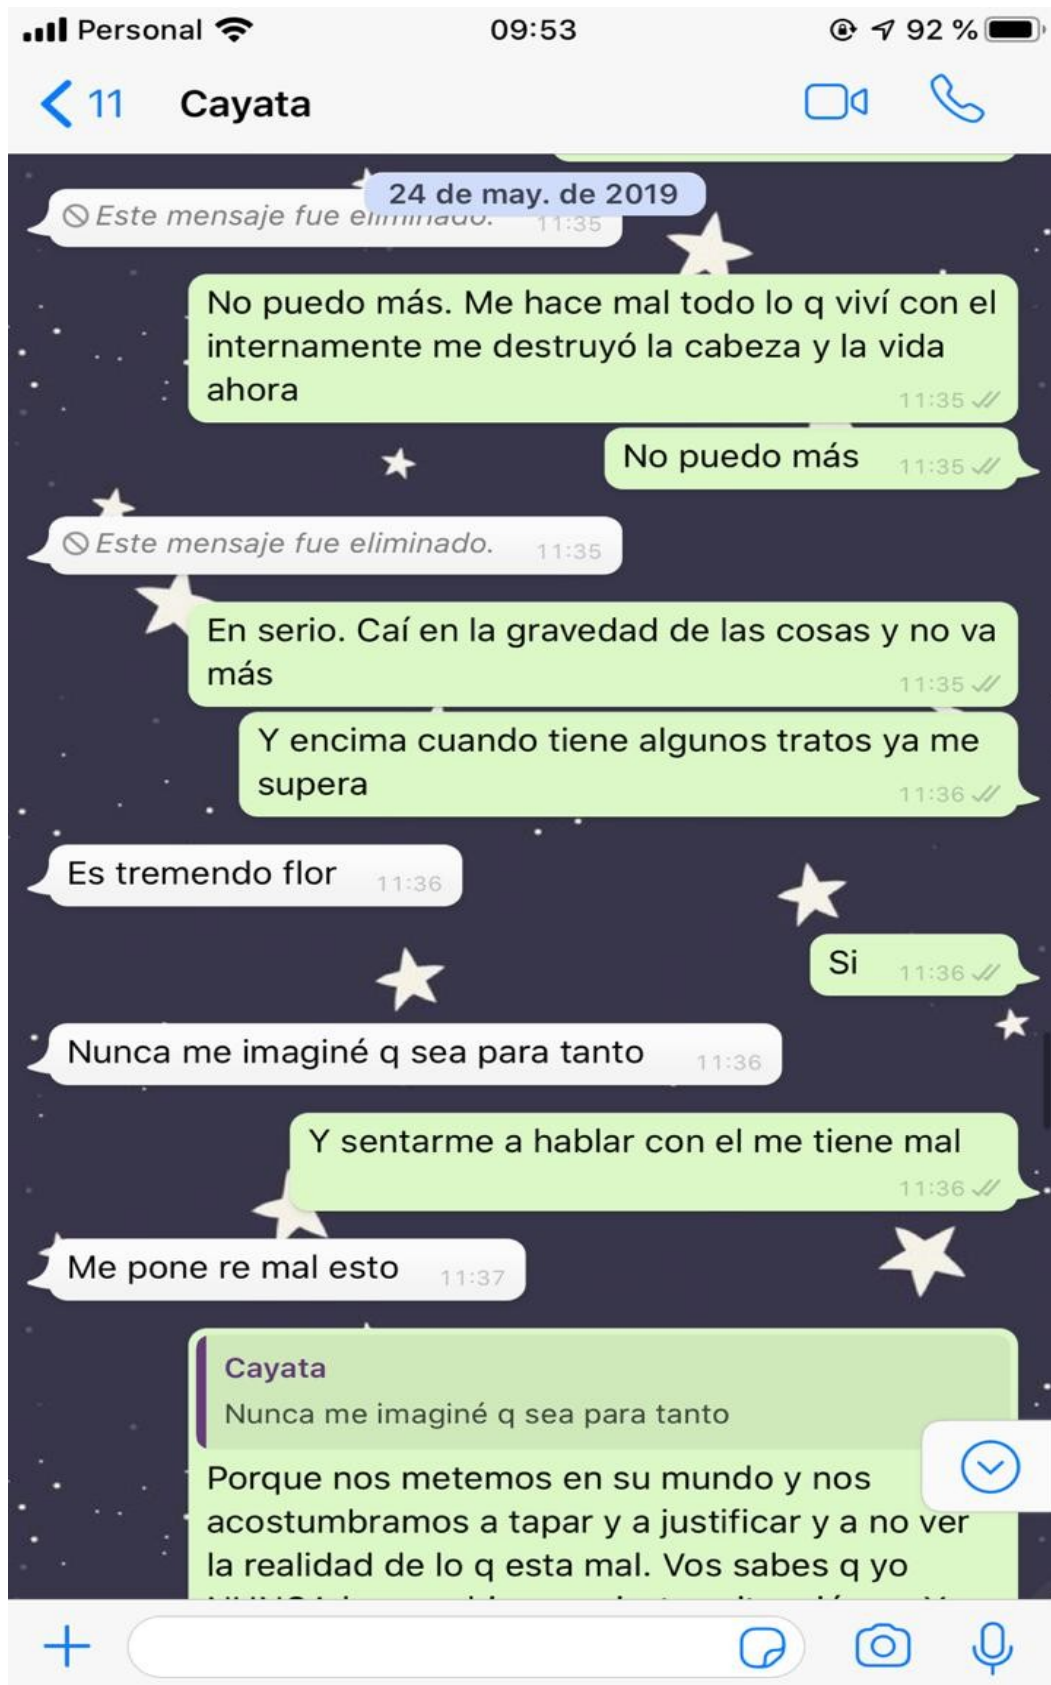 Personal 09:53 92 %
11 Cayata
24 de may. de 2019
Este mensaje fue eliminado. 11:35
No puedo más. Me hace mal todo lo q viví con el
internamente me destruyó la cabeza y la vida
ahora 11:35
No puedo más 11:35
Este mensaje fue eliminado. 11:35
En serio. Caí en la gravedad de las cosas y no va
más 11:35
Y encima cuando tiene algunos tratos ya me
supera 11:36
Es tremendo flor 11:36
Si 11:36
Nunca me imaginé q sea para tanto 11:36
Y sentarme a hablar con el me tiene mal
11:36
Me pone re mal esto 11:37
Cayata
Nunca me imaginé q sea para tanto
Porque nos metemos en su mundo y nos
acostumbramos a tapar y a justificar y a no ver
la realidad de lo q esta mal. Vos sabes q yo